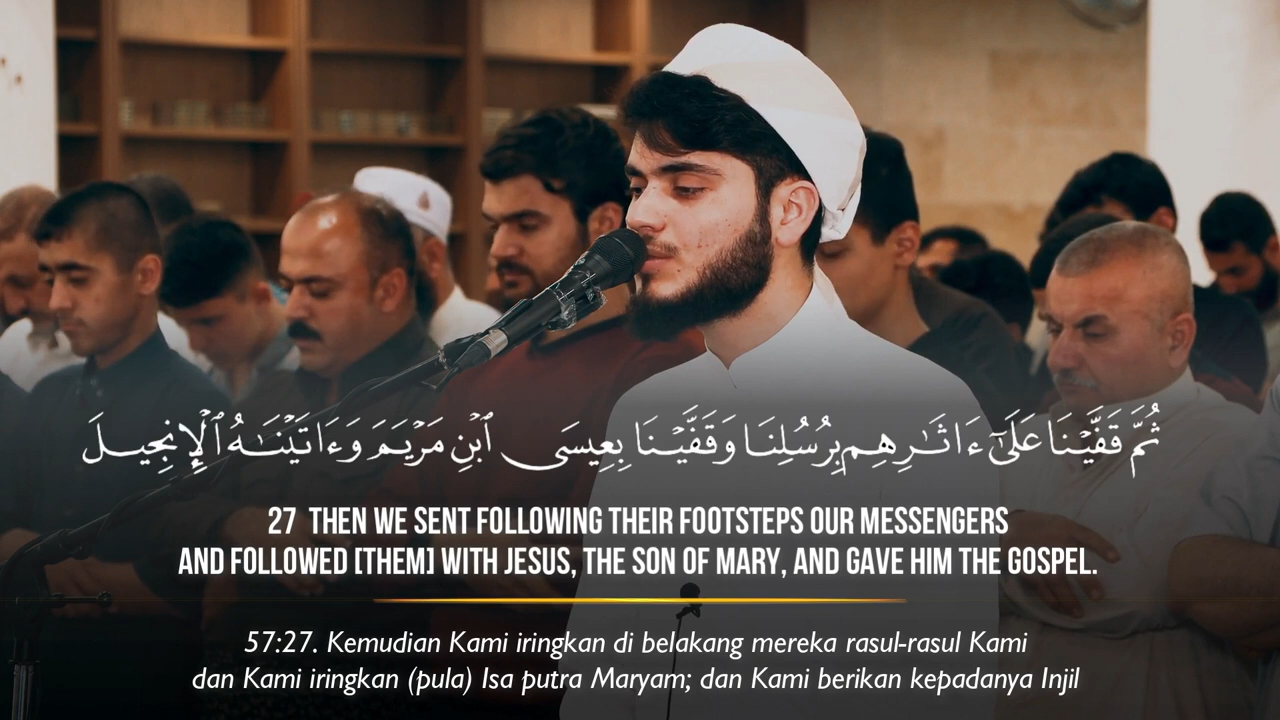 ثُمَّ قَفَّيْنَا عَلَىٰٓ ءَاثَـٰرِهِم بِرُسُلِنَا وَقَفَّيْنَا بِعِيسَى ٱبْنِ مَرْيَمَ وَءَاتَيْنَـٰهُ ٱلْإِنجِيلَ
27 THEN WE SENT FOLLOWING THEIR FOOTSTEPS OUR MESSENGERS
AND FOLLOWED [THEM] WITH JESUS, THE SON OF MARY, AND GAVE HIM THE GOSPEL.
57:27. Kemudian Kami iringkan di belakang mereka rasul-rasul Kami
dan Kami iringkan (pula) Isa putra Maryam; dan Kami berikan kepadanya Injil